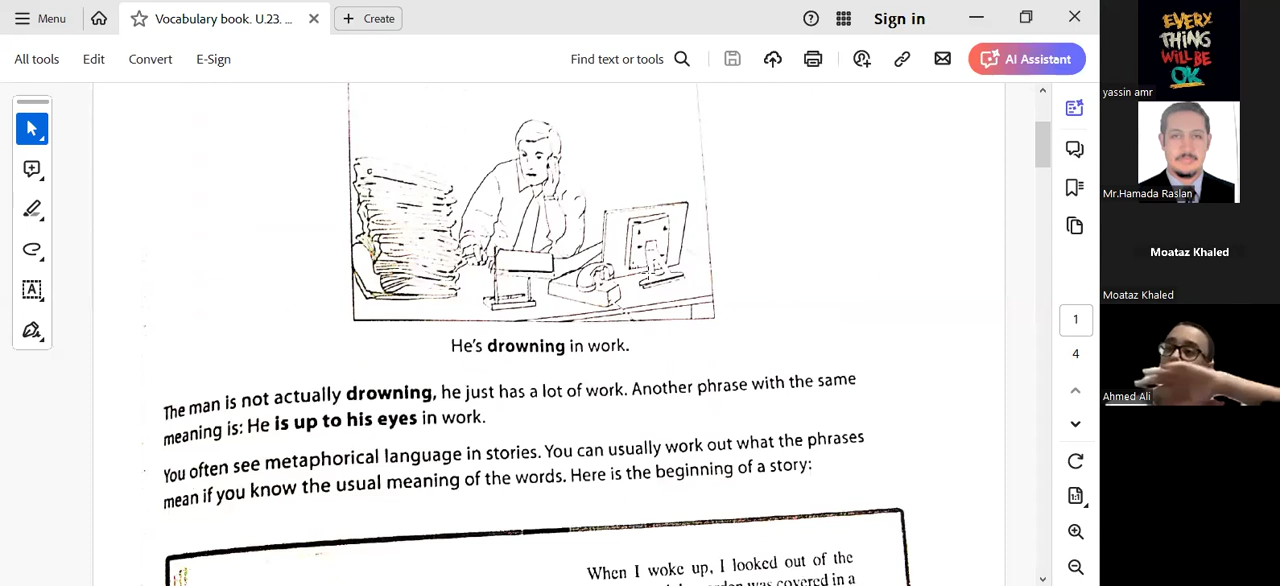 Menu
Vocabulary book. U.23. ...
Create
Sign in
All tools
Edit
Convert
E-Sign
Find text or tools
AI Assistant
He's drowning in work.
The man is not actually drowning, he just has a lot of work. Another phrase with the same
meaning is: He is up to his eyes in work.
You often see metaphorical language in stories. You can usually work out what the phrases
mean if you know the usual meaning of the words. Here is the beginning of a story:
When I woke up, I looked out of the
was covered in a
1
4
EVERY
THING
WILL BE
OK
yassin amr
Mr.Hamada Raslan
Moataz Khaled
Moataz Khaled
Ahmed Ali